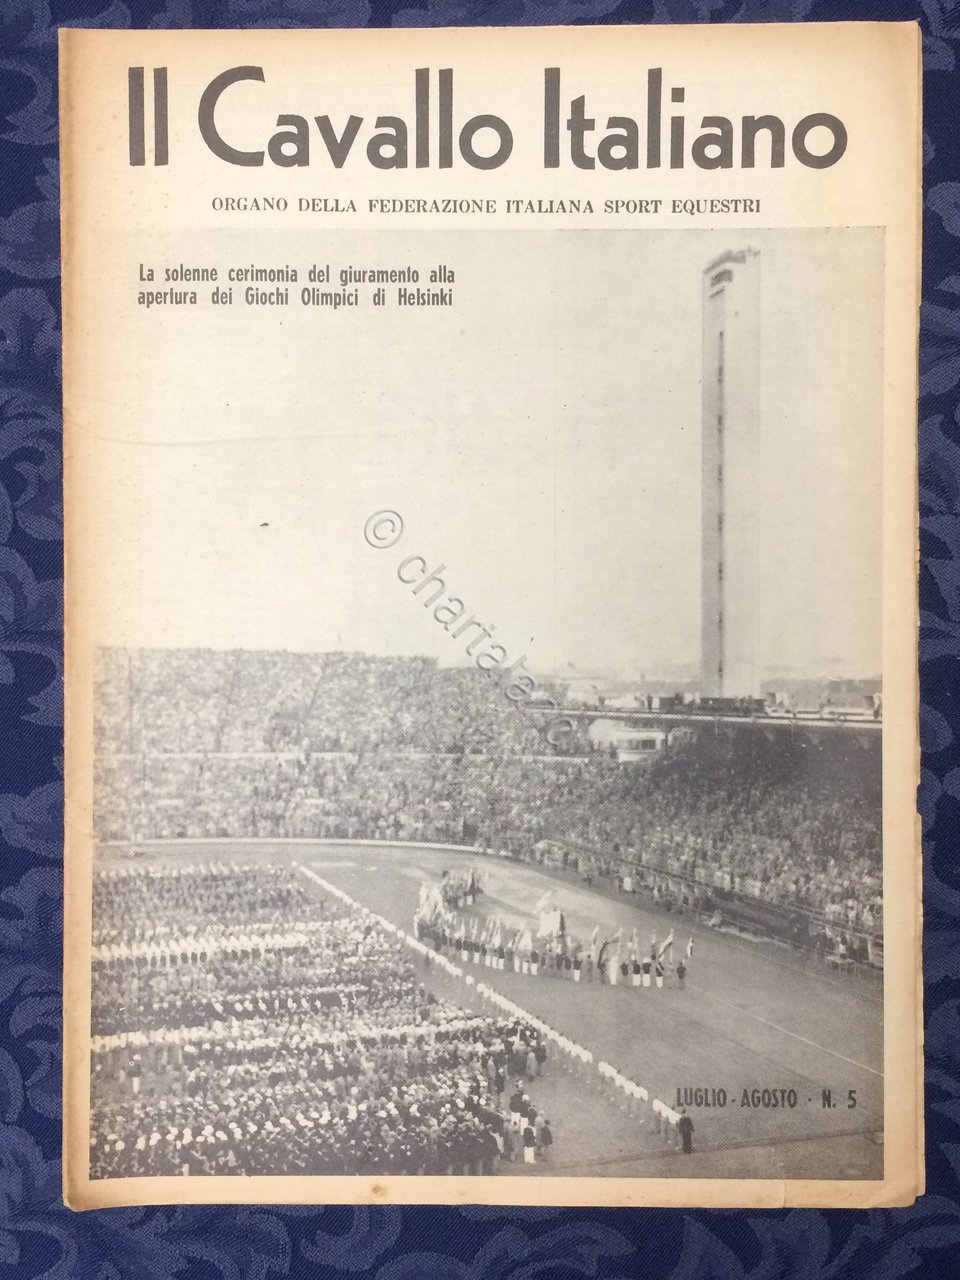 Il Cavallo Italiano
ORGANO DELLA FEDERAZIONE ITALIANA SPORT EQUESTRI
La solenne cerimonia del giuramento alla
apertura dei Giochi Olimpici di Helsinki
© chartaland
LUGLIO - AGOSTO - N. 5